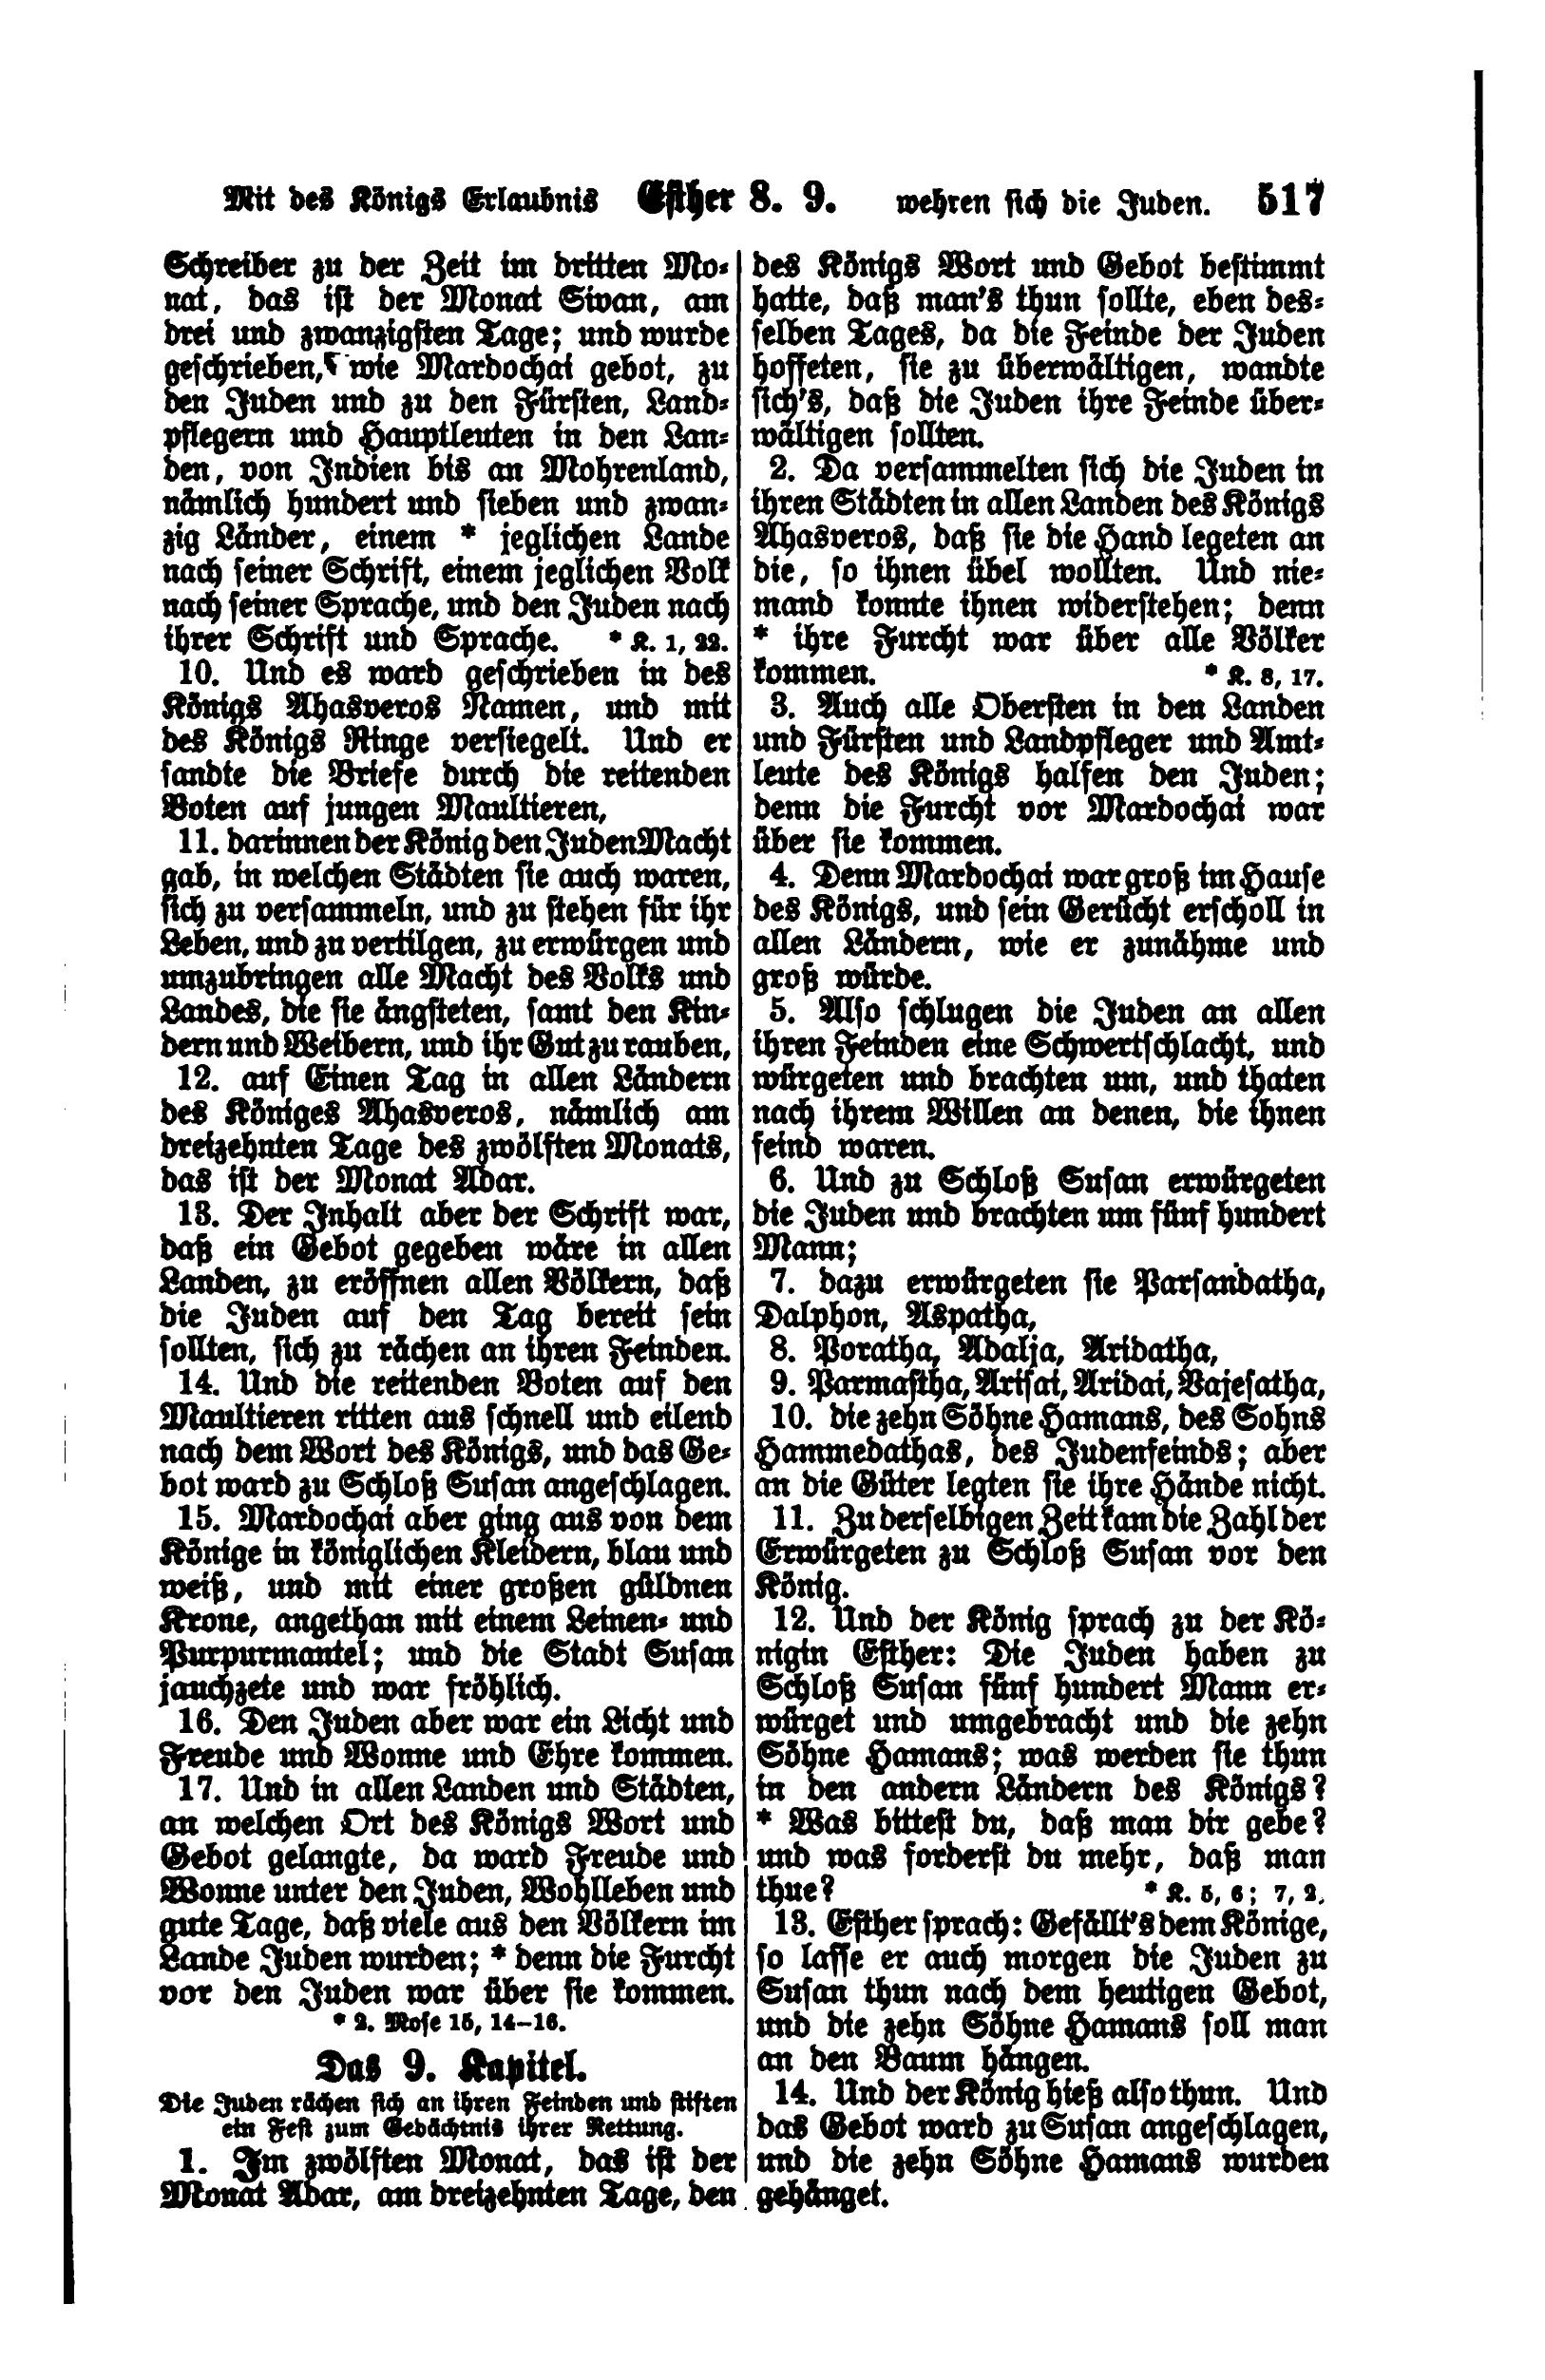 Mit des Königs Erlaubnis Esther 8. 9. wehren sich die Juden. 517
Schreiber zu der Zeit im dritten Mo-
nat, das ist der Monat Sivan, am
drei und zwanzigsten Tage; und wurde
geschrieben, wie Mardochai gebot, zu
den Juden und zu den Fürsten, Land-
pflegern und Hauptleuten in den Lan-
den, von Indien bis an Mohrenland,
nämlich hundert und sieben und zwan-
zig Länder, einem * jeglichen Lande
nach seiner Schrift, einem jeglichen Volk
nach seiner Sprache, und den Juden nach
ihrer Schrift und Sprache. * K. 1, 22.
10. Und es ward geschrieben in des
Königs Ahasveros Namen, und mit
des Königs Ringe versiegelt. Und er
sandte die Briefe durch die reitenden
Boten auf jungen Maultieren,
11. darinnen der König den Juden Macht
gab, in welchen Städten sie auch waren,
sich zu versammeln, und zu stehen für ihr
Leben, und zu vertilgen, zu erwürgen und
umzubringen alle Macht des Volks und
Landes, die sie ängsteten, samt den Kin-
dern und Weibern, und ihr Gut zu rauben,
12. auf Einen Tag in allen Ländern
des Königes Ahasveros, nämlich am
dreizehnten Tage des zwölften Monats,
das ist der Monat Adar.
13. Der Inhalt aber der Schrift war,
daß ein Gebot gegeben wäre in allen
Landen, zu eröffnen allen Völkern, daß
die Juden auf den Tag bereit sein
sollten, sich zu rächen an ihren Feinden.
14. Und die reitenden Boten auf den
Maultieren ritten aus schnell und eilend
nach dem Wort des Königs, und das Ge-
bot ward zu Schloß Susan angeschlagen.
15. Mardochai aber ging aus von dem
Könige in königlichen Kleidern, blau und
weiß, und mit einer großen güldnen
Krone, angethan mit einem Leinen- und
Purpurmantel; und die Stadt Susan
jauchzete und war fröhlich.
16. Den Juden aber war ein Licht und
Freude und Wonne und Ehre kommen.
17. Und in allen Landen und Städten,
an welchen Ort des Königs Wort und
Gebot gelangte, da ward Freude und
Wonne unter den Juden, Wohlleben und
gute Tage, daß viele aus den Völkern im
Lande Juden wurden; * denn die Furcht
vor den Juden war über sie kommen.
* 2. Mose 15, 14–16.
Das 9. Kapitel.
Die Juden rächen sich an ihren Feinden und stiften
ein Fest zum Gedächtnis ihrer Rettung.
1. Im zwölften Monat, das ist der
Monat Adar, am dreizehnten Tage, den
des Königs Wort und Gebot bestimmt
hatte, daß man's thun sollte, eben des-
selben Tages, da die Feinde der Juden
hoffeten, sie zu überwältigen, wandte
sich's, daß die Juden ihre Feinde über-
wältigen sollten.
2. Da versammelten sich die Juden in
ihren Städten in allen Landen des Königs
Ahasveros, daß sie die Hand legeten an
die, so ihnen übel wollten. Und nie-
mand konnte ihnen widerstehen; denn
* ihre Furcht war über alle Völker
kommen. * K. 8, 17.
3. Auch alle Obersten in den Landen
und Fürsten und Landpfleger und Amt-
leute des Königs halfen den Juden;
denn die Furcht vor Mardochai war
über sie kommen.
4. Denn Mardochai war groß im Hause
des Königs, und sein Gerücht erscholl in
allen Ländern, wie er zunähme und
groß würde.
5. Also schlugen die Juden an allen
ihren Feinden eine Schwertschlacht, und
würgeten und brachten um, und thaten
nach ihrem Willen an denen, die ihnen
feind waren.
6. Und zu Schloß Susan erwürgeten
die Juden und brachten um fünf hundert
Mann;
7. dazu erwürgeten sie Parsandatha,
Dalphon, Aspatha,
8. Poratha, Adalja, Aridatha,
9. Parmastha, Arisai, Aridai, Vajesatha,
10. die zehn Söhne Hamans, des Sohns
Hammedathas, des Judenfeinds; aber
an die Güter legten sie ihre Hände nicht.
11. Zu derselbigen Zeit kam die Zahl der
Erwürgeten zu Schloß Susan vor den
König.
12. Und der König sprach zu der Kö-
nigin Esther: Die Juden haben zu
Schloß Susan fünf hundert Mann er-
würget und umgebracht und die zehn
Söhne Hamans; was werden sie thun
in den andern Ländern des Königs?
* Was bittest du, daß man dir gebe?
und was forderst du mehr, daß man
thue? * K. 5, 6; 7, 2.
13. Esther sprach: Gefällt's dem Könige,
so lasse er auch morgen die Juden zu
Susan thun nach dem heutigen Gebot,
und die zehn Söhne Hamans soll man
an den Baum hängen.
14. Und der König hieß also thun. Und
das Gebot ward zu Susan angeschlagen,
und die zehn Söhne Hamans wurden
gehänget.